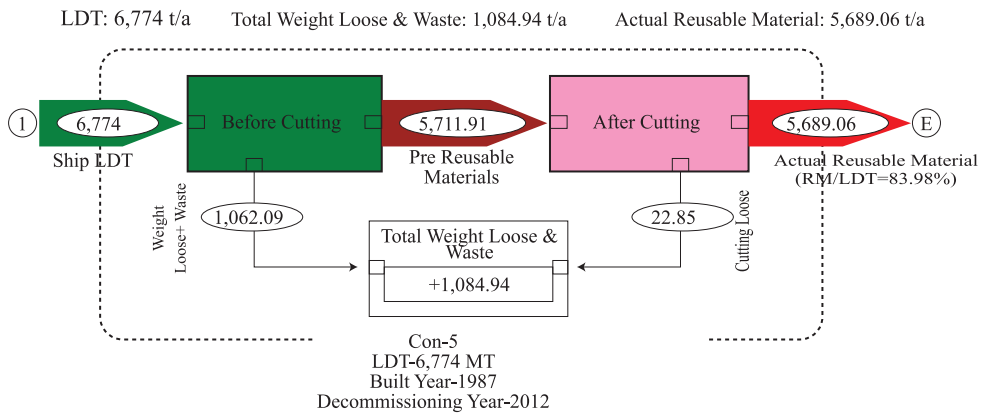 LDT: 6,774 t/a
Total Weight Loose & Waste: 1,084.94 t/a
Actual Reusable Material: 5,689.06 t/a
1
6,774
Before Cutting
5,711.91
After Cutting
5,689.06
E
Ship LDT
Pre Reusable
Materials
Actual Reusable Material
(RM/LDT=83.98%)
Weight
Loose+ Waste
1,062.09
22.85
Cutting Loose
Total Weight Loose &
Waste
+1,084.94
Con-5
LDT-6,774 MT
Built Year-1987
Decommissioning Year-2012